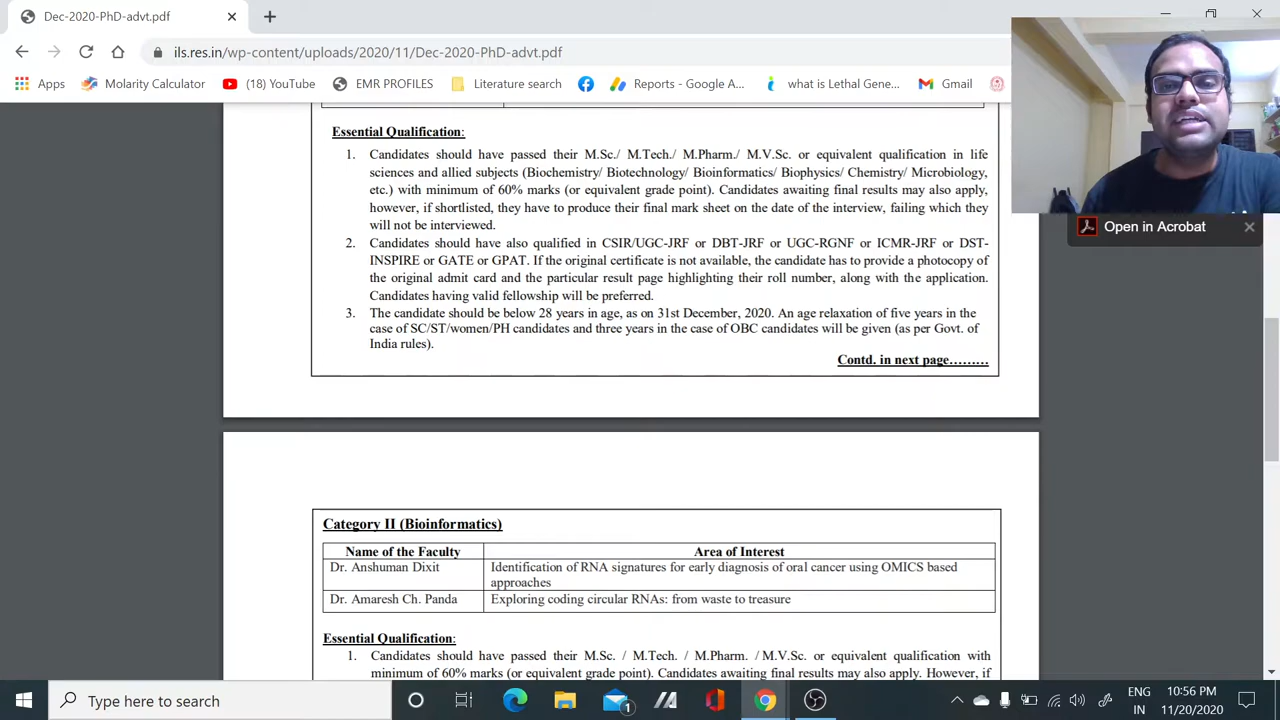 Dec-2020-PhD-advt.pdf
ils.res.in/wp-content/uploads/2020/11/Dec-2020-PhD-advt.pdf
Apps Molarity Calculator (18) YouTube EMR PROFILES Literature search Reports - Google A... what is Lethal Gene... Gmail
Open in Acrobat
Essential Qualification:
1. Candidates should have passed their M.Sc./ M.Tech./ M.Pharm./ M.V.Sc. or equivalent qualification in life
sciences and allied subjects (Biochemistry/ Biotechnology/ Bioinformatics/ Biophysics/ Chemistry/ Microbiology,
etc.) with minimum of 60% marks (or equivalent grade point). Candidates awaiting final results may also apply,
however, if shortlisted, they have to produce their final mark sheet on the date of the interview, failing which they
will not be interviewed.
2. Candidates should have also qualified in CSIR/UGC-JRF or DBT-JRF or UGC-RGNF or ICMR-JRF or DST-
INSPIRE or GATE or GPAT. If the original certificate is not available, the candidate has to provide a photocopy of
the original admit card and the particular result page highlighting their roll number, along with the application.
Candidates having valid fellowship will be preferred.
3. The candidate should be below 28 years in age, as on 31st December, 2020. An age relaxation of five years in the
case of SC/ST/women/PH candidates and three years in the case of OBC candidates will be given (as per Govt. of
India rules).
Contd. in next page.........
Category II (Bioinformatics)
Name of the Faculty Area of Interest
Dr. Anshuman Dixit Identification of RNA signatures for early diagnosis of oral cancer using OMICS based
approaches
Dr. Amaresh Ch. Panda Exploring coding circular RNAs: from waste to treasure
Essential Qualification:
1. Candidates should have passed their M.Sc. / M.Tech. / M.Pharm. / M.V.Sc. or equivalent qualification with
minimum of 60% marks (or equivalent grade point). Candidates awaiting final results may also apply. However, if
Type here to search
1
ENG
IN
10:56 PM
11/20/2020